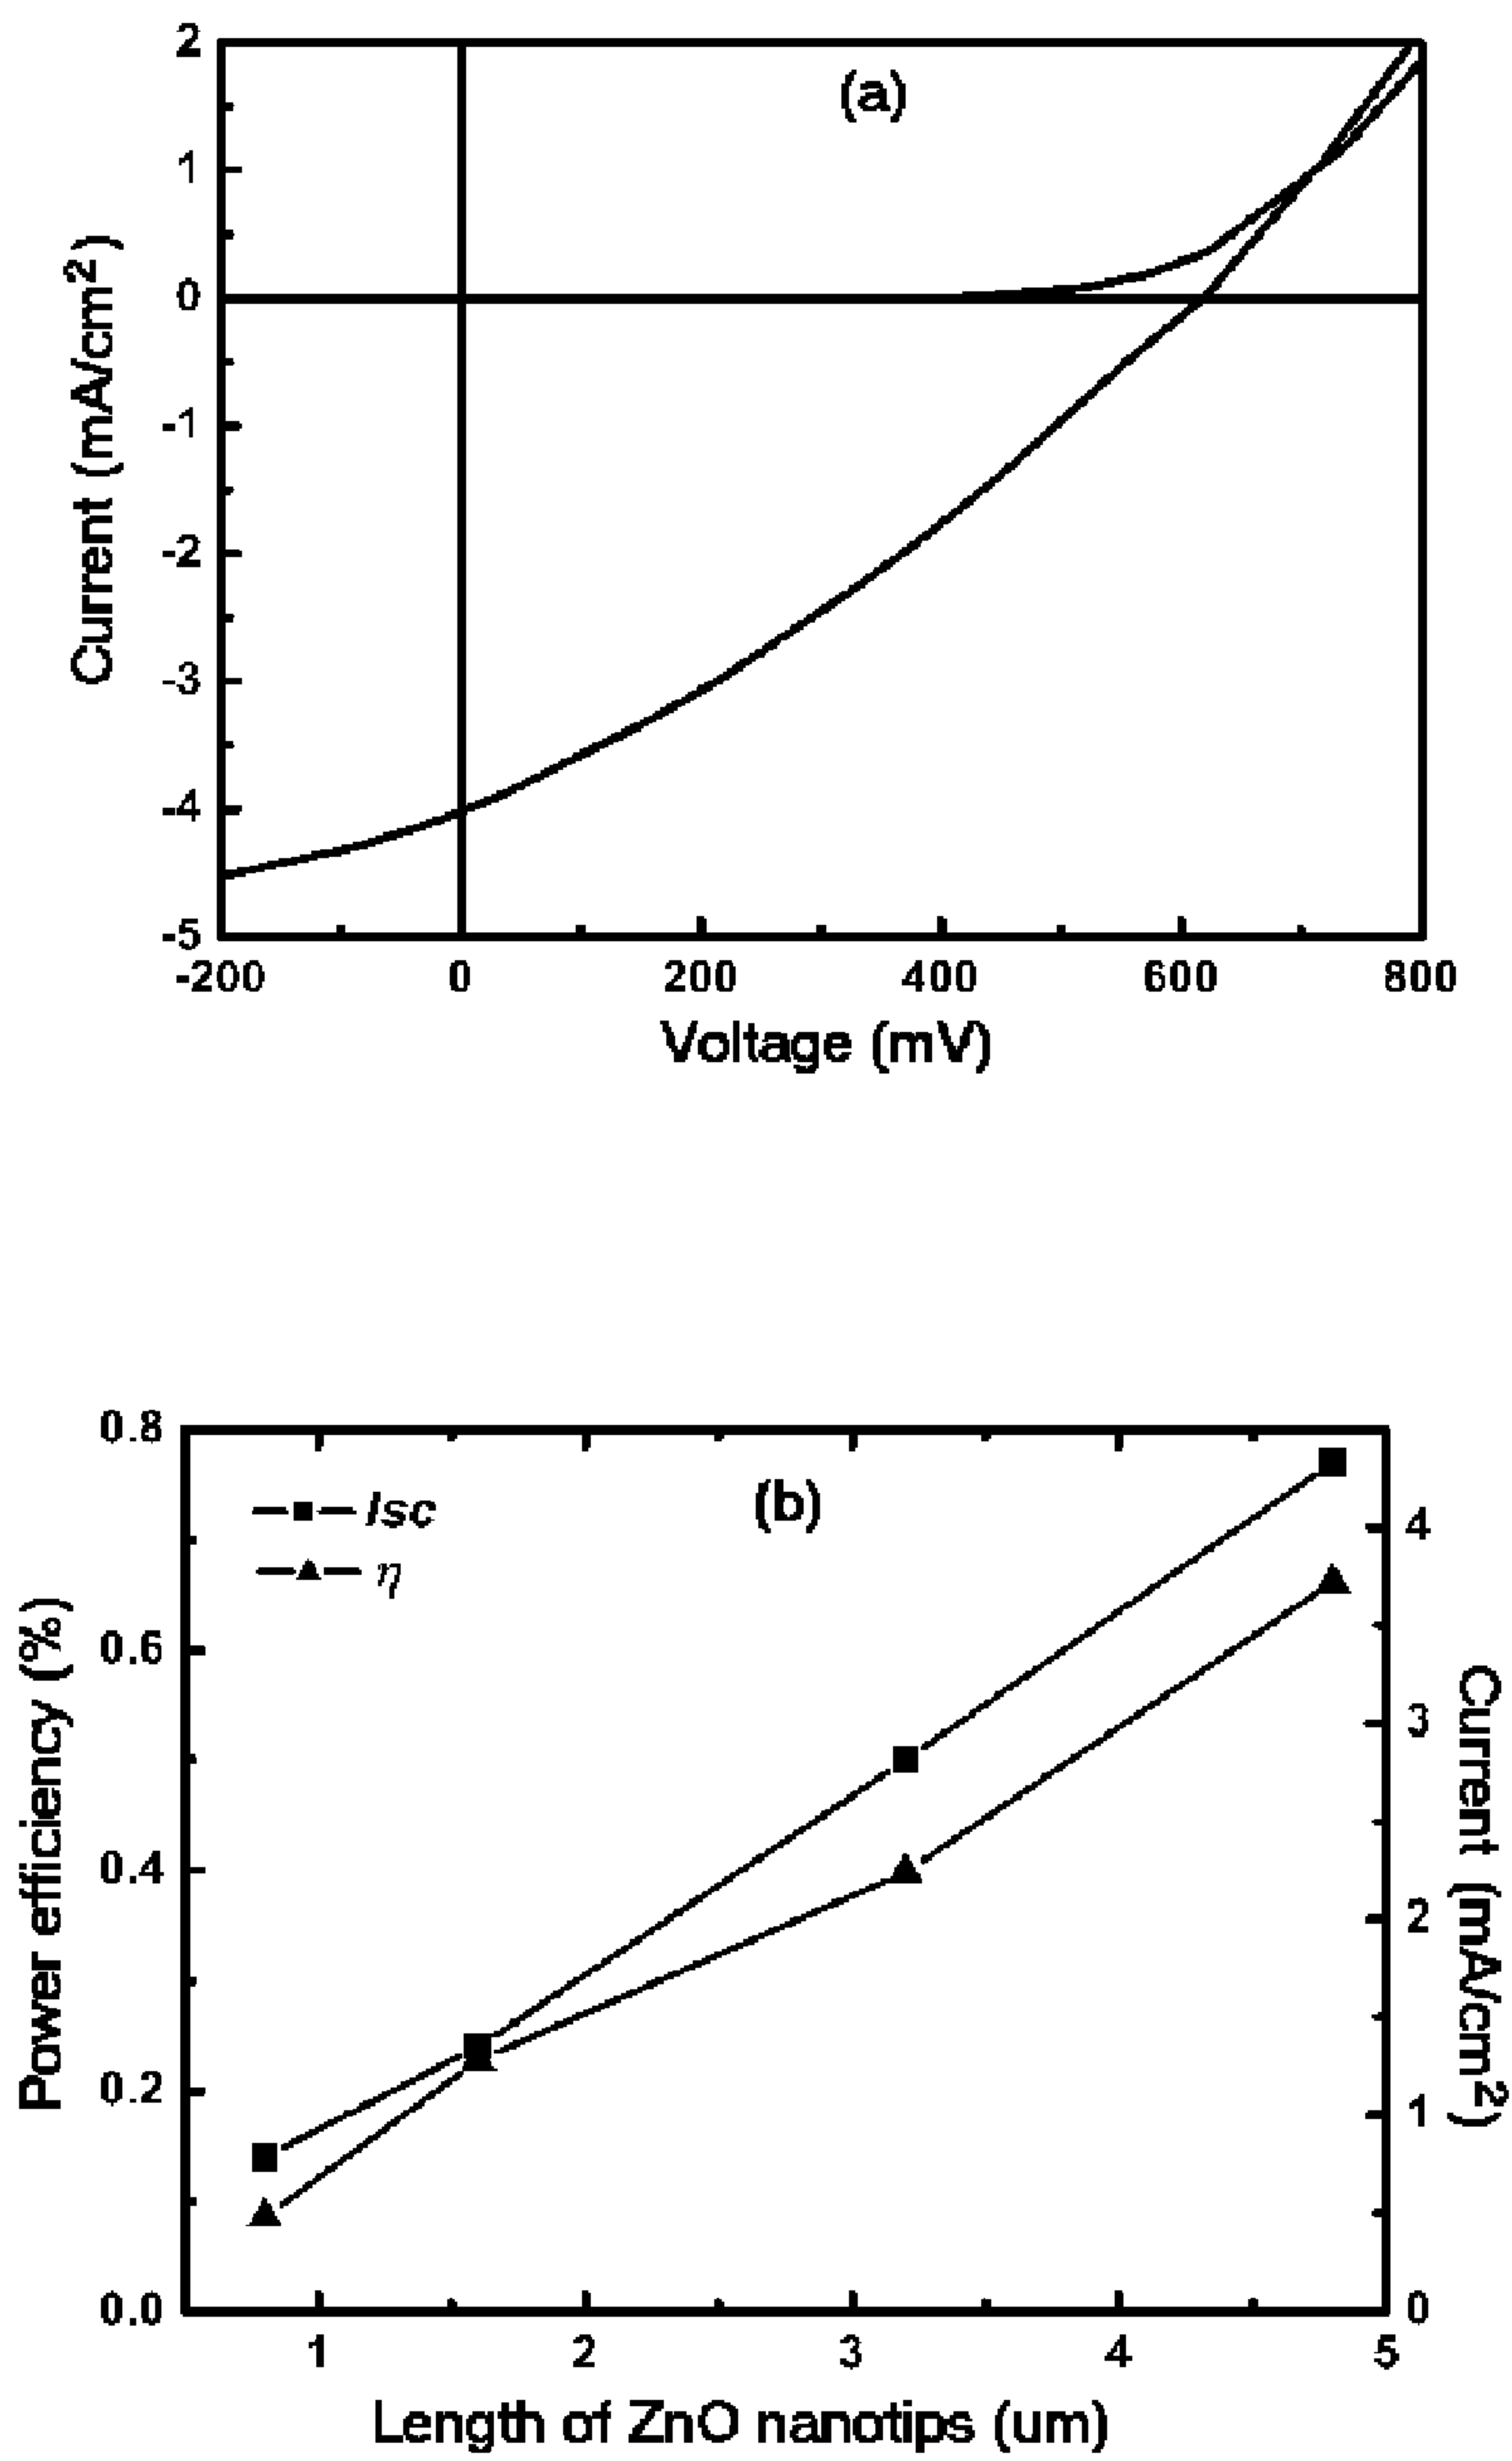 (a)
2
1
0
-1
-2
-3
-4
-5
Current (mA/cm²)
-200 0 200 400 600 800
Voltage (mV)
(b)
Isc
η
0.8
0.6
0.4
0.2
0.0
Power efficiency (%)
4
3
2
1
0
Current (mA/cm²)
1 2 3 4 5
Length of ZnO nanotips (um)